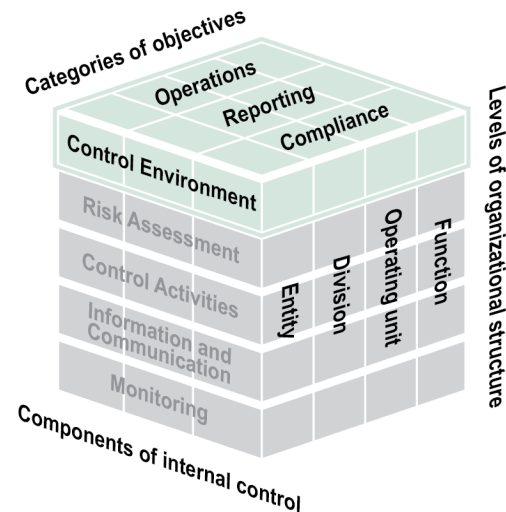 Categories of objectives
Operations
Reporting
Compliance
Control Environment
Risk Assessment
Control Activities
Information and
Communication
Monitoring
Components of internal control
Entity
Division
Operating unit
Function
Levels of organizational structure